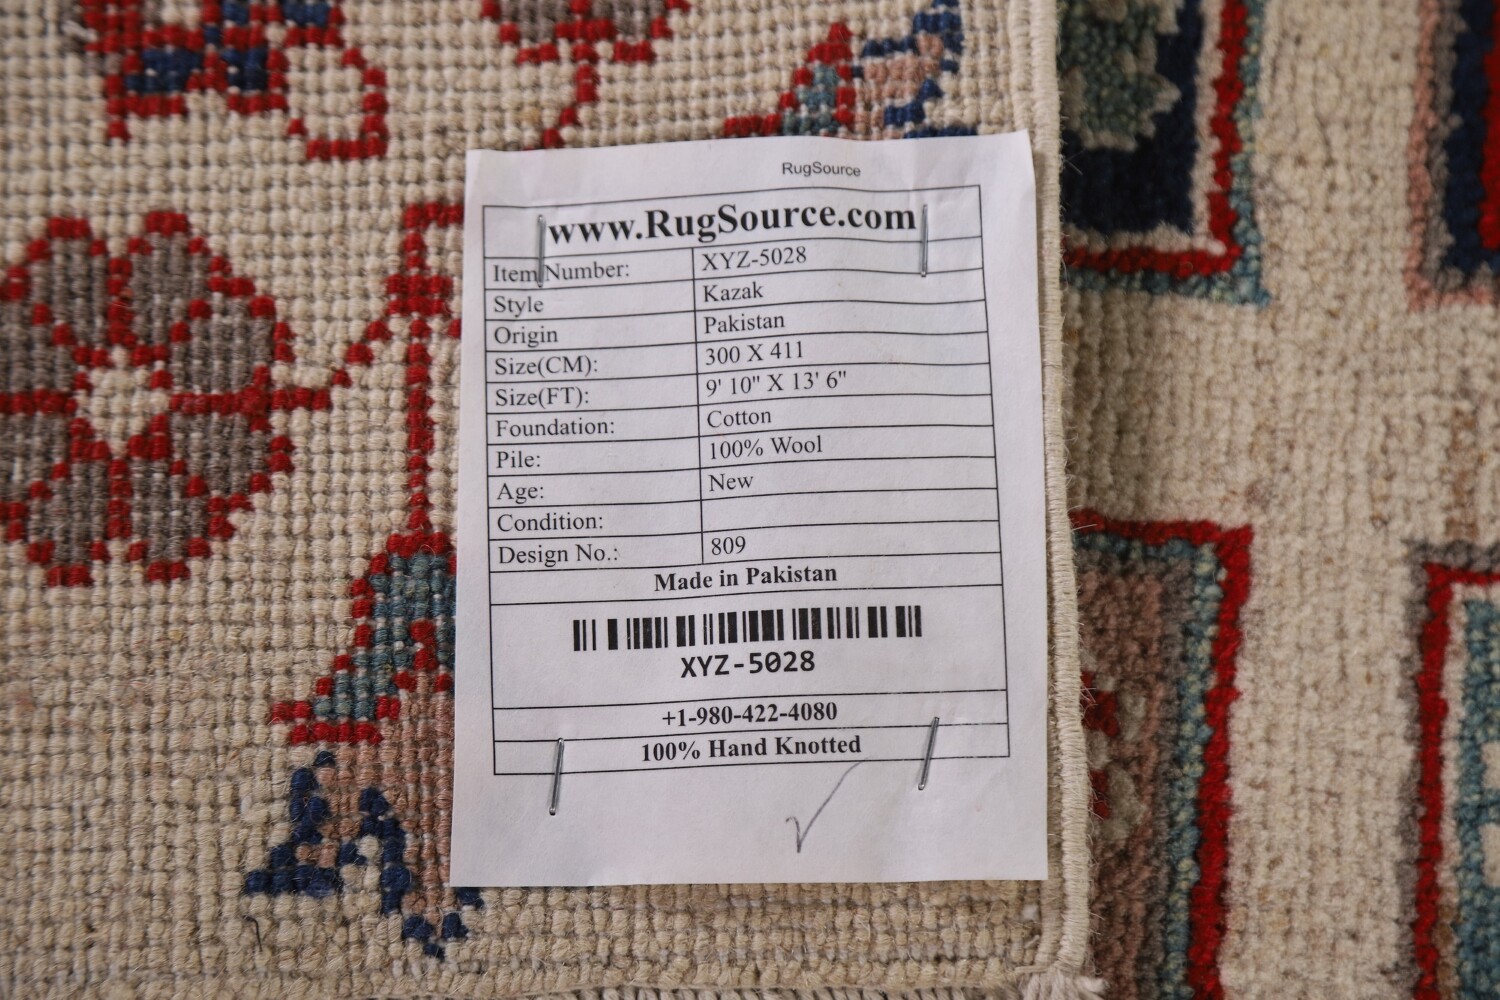 RugSource
www.RugSource.com
Item Number: XYZ-5028
Style Kazak
Origin Pakistan
Size(CM): 300 X 411
Size(FT): 9' 10" X 13' 6"
Foundation: Cotton
Pile: 100% Wool
Age: New
Condition:
Design No.: 809
Made in Pakistan
XYZ-5028
+1-980-422-4080
100% Hand Knotted